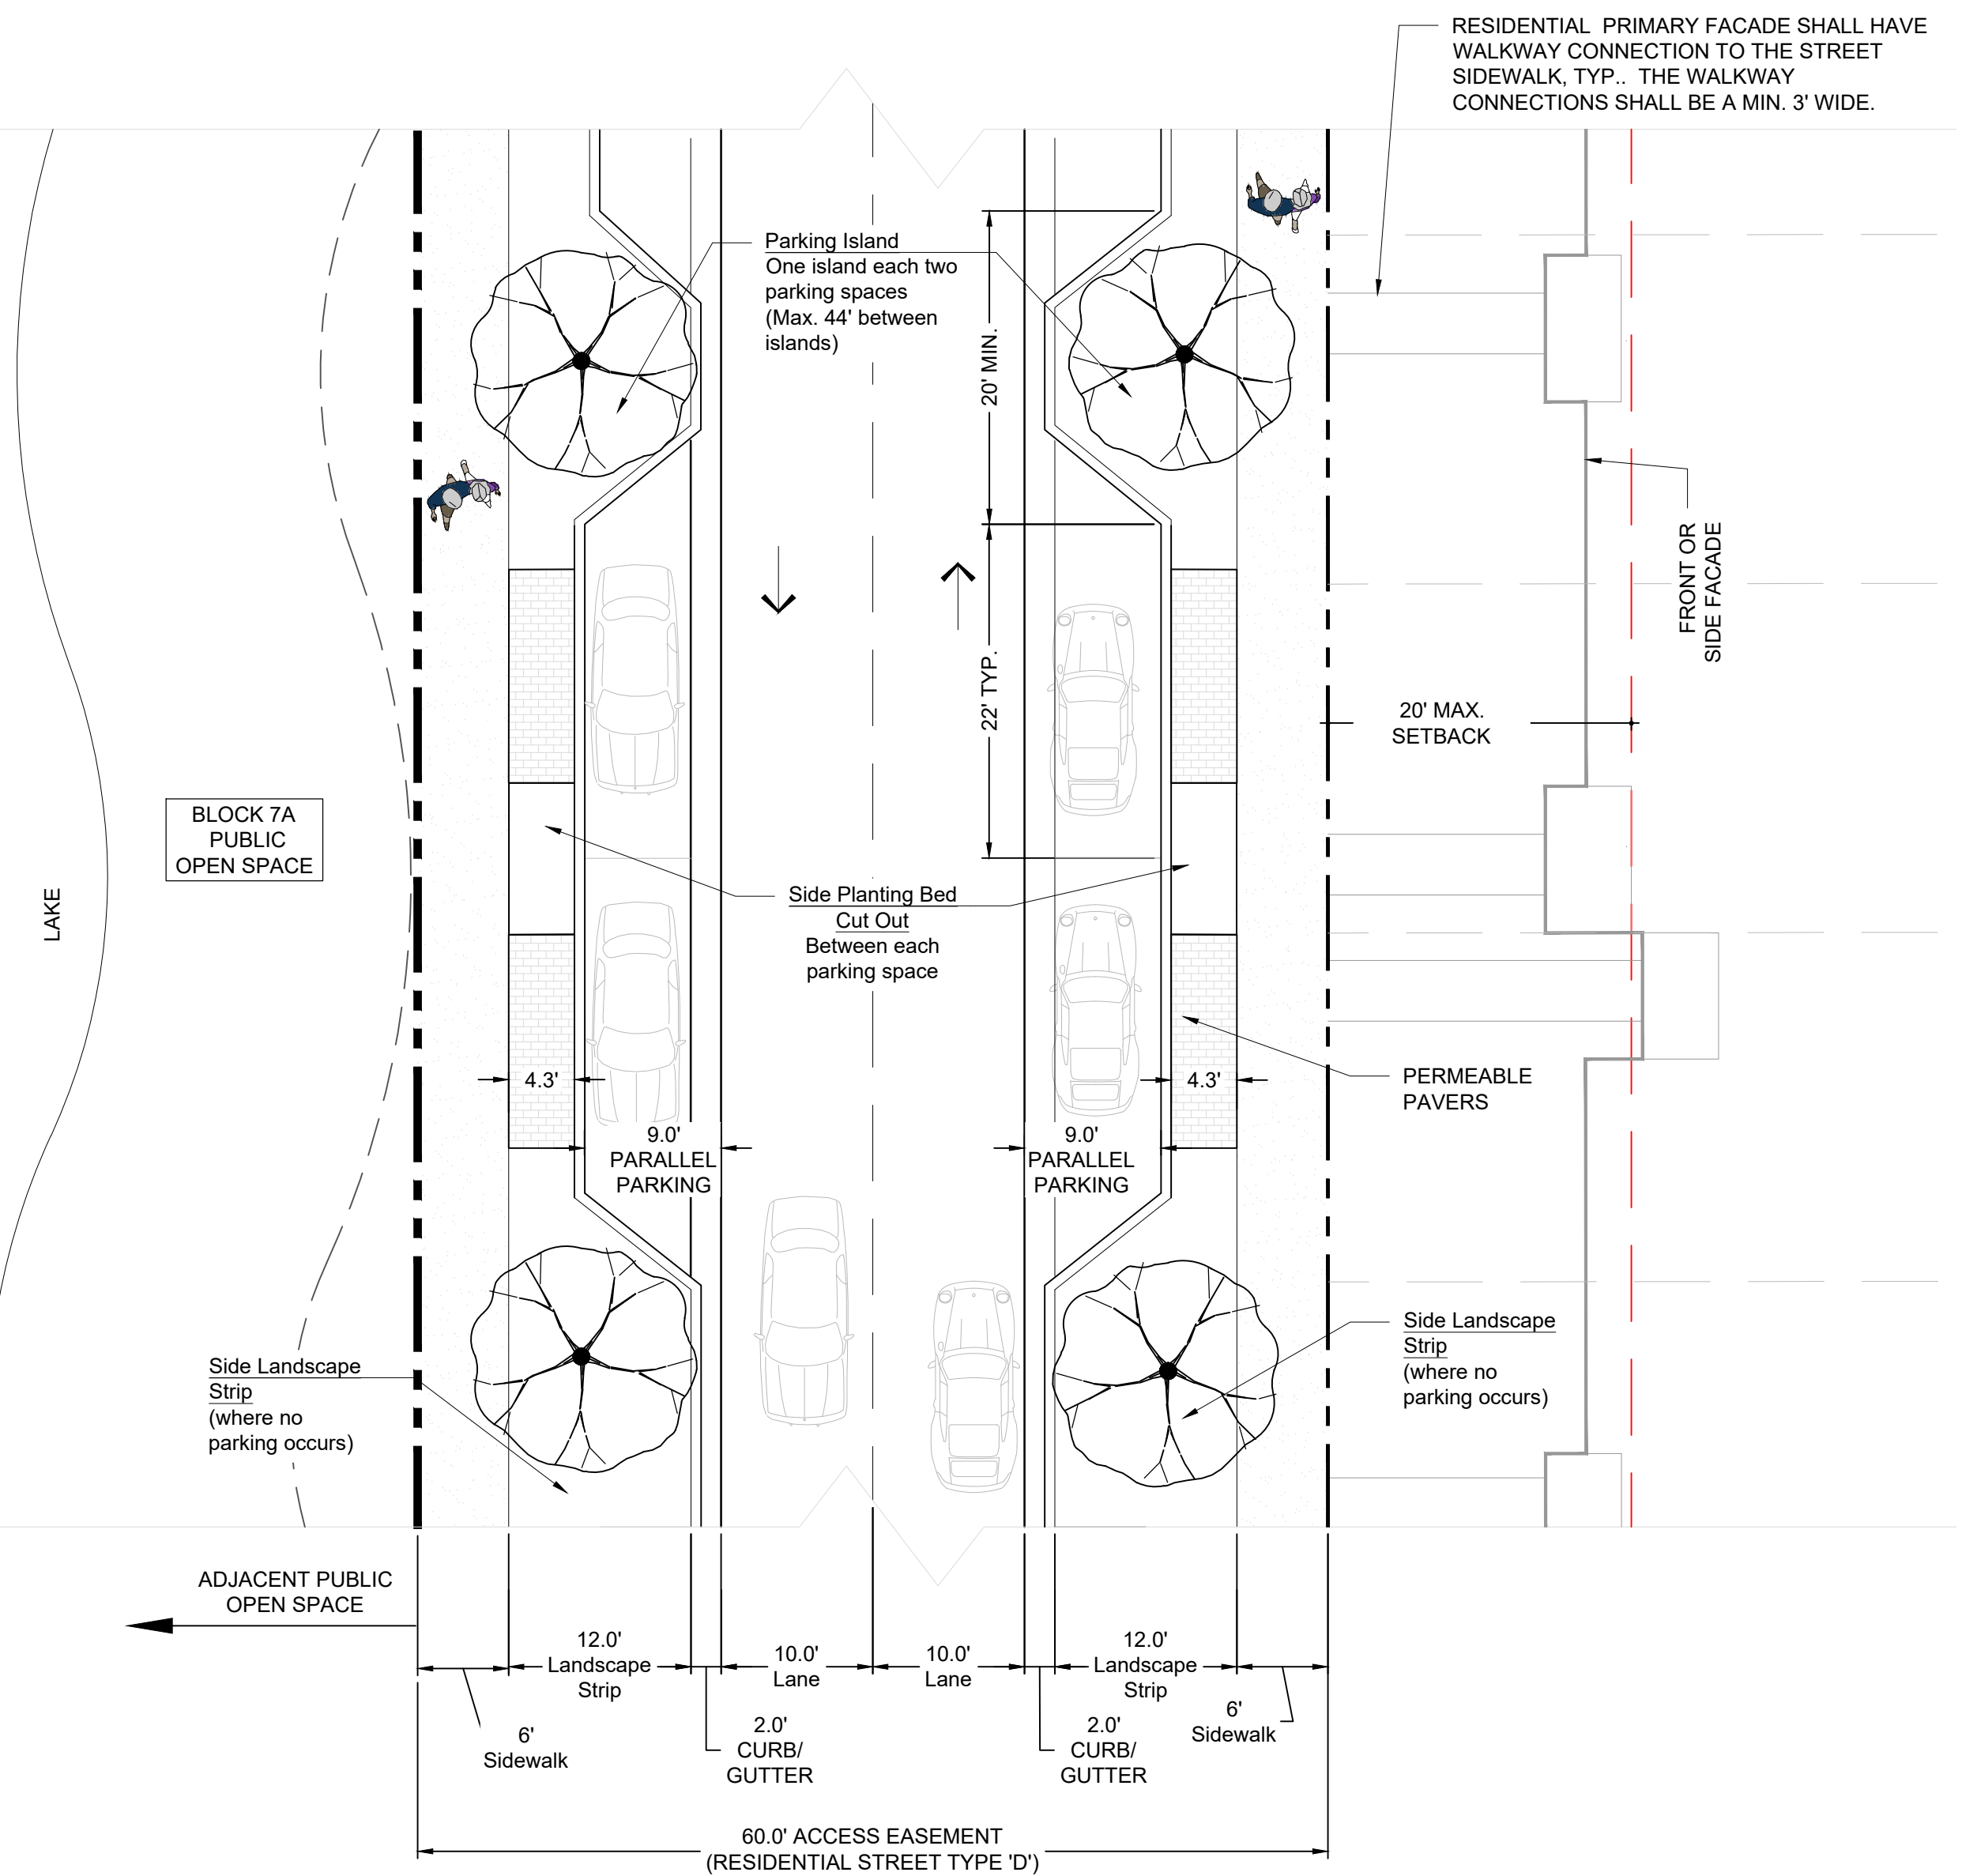 RESIDENTIAL  PRIMARY FACADE SHALL HAVE
WALKWAY CONNECTION TO THE STREET
SIDEWALK, TYP..  THE WALKWAY
CONNECTIONS SHALL BE A MIN. 3' WIDE.
Parking Island
One island each two
parking spaces
(Max. 44' between
islands)
20' MIN.
22' TYP.
FRONT OR
SIDE FACADE
20' MAX.
SETBACK
BLOCK 7A
PUBLIC
OPEN SPACE
LAKE
Side Planting Bed
Cut Out
Between each
parking space
4.3'
4.3'
PERMEABLE
PAVERS
9.0'
PARALLEL
PARKING
9.0'
PARALLEL
PARKING
Side Landscape
Strip
(where no
parking occurs)
Side Landscape
Strip
(where no
parking occurs)
ADJACENT PUBLIC
OPEN SPACE
12.0'
Landscape
Strip
10.0'
Lane
10.0'
Lane
12.0'
Landscape
Strip
6'
Sidewalk
2.0'
CURB/
GUTTER
2.0'
CURB/
GUTTER
6'
Sidewalk
60.0' ACCESS EASEMENT
(RESIDENTIAL STREET TYPE 'D')